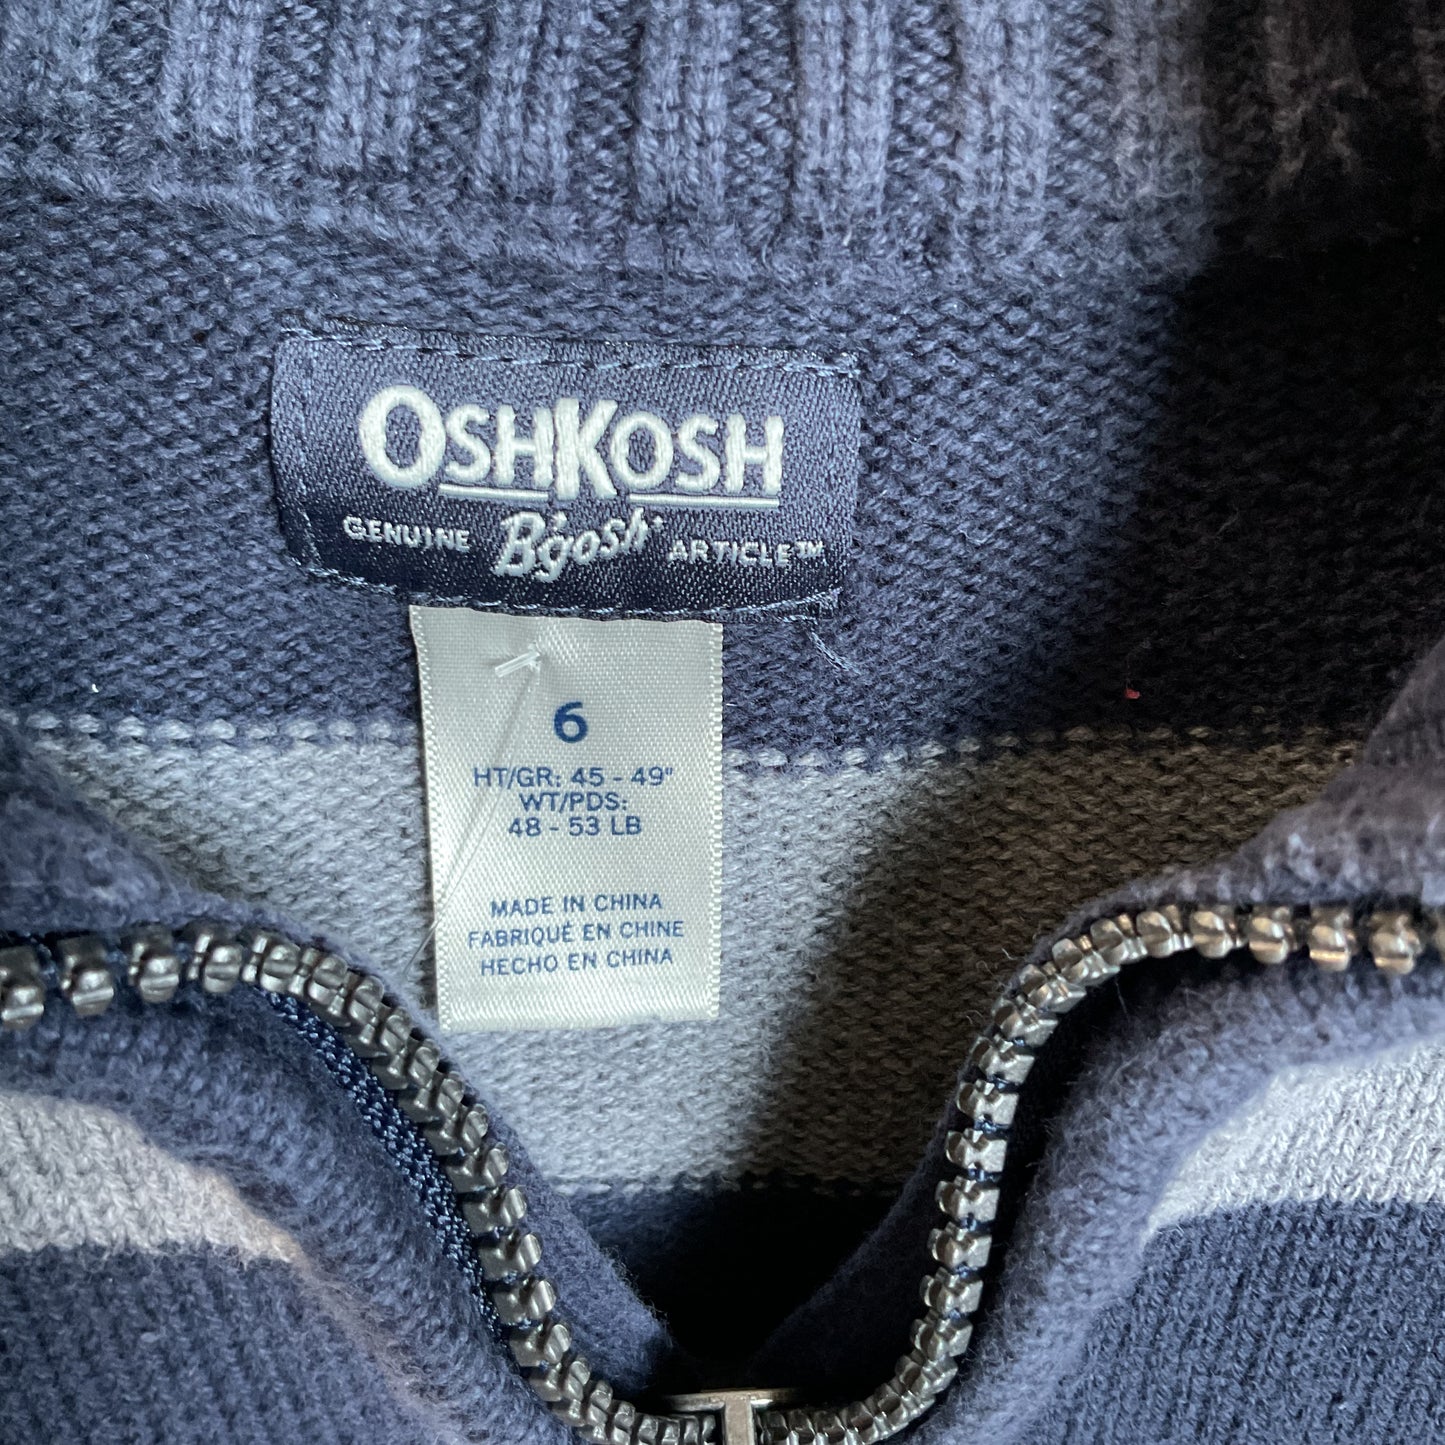 OSHKOSH
GENUINE B'gosh ARTICLE™
6
HT/GR: 45 - 49"
WT/PDS:
48 - 53 LB
MADE IN CHINA
FABRIQUÉ EN CHINE
HECHO EN CHINA